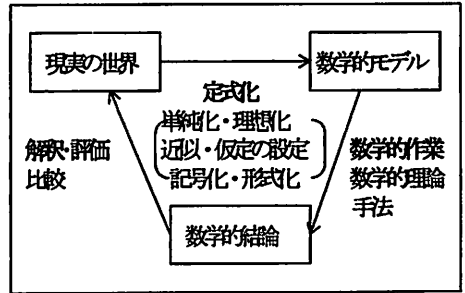 現実の世界
数学的モデル
定式化
単純化・理想化
近似・仮定の設定
記号化・形式化
解釈・評価
比較
数学的作業
数学的理論
手法
数学的結論